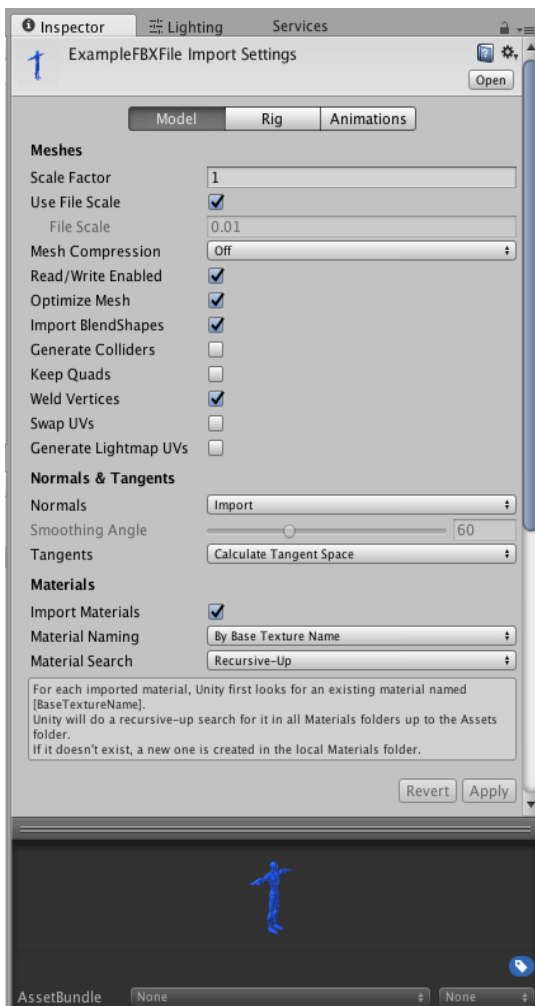 Inspector
Lighting
Services
ExampleFBXFile Import Settings
Open
Model
Rig
Animations
Meshes
Scale Factor 1
Use File Scale
File Scale 0.01
Mesh Compression Off
Read/Write Enabled
Optimize Mesh
Import BlendShapes
Generate Colliders
Keep Quads
Weld Vertices
Swap UVs
Generate Lightmap UVs
Normals & Tangents
Normals Import
Smoothing Angle 60
Tangents Calculate Tangent Space
Materials
Import Materials
Material Naming By Base Texture Name
Material Search Recursive-Up
For each imported material, Unity first looks for an existing material named
[BaseTextureName].
Unity will do a recursive-up search for it in all Materials folders up to the Assets
folder.
If it doesn't exist, a new one is created in the local Materials folder.
Revert Apply
AssetBundle None None